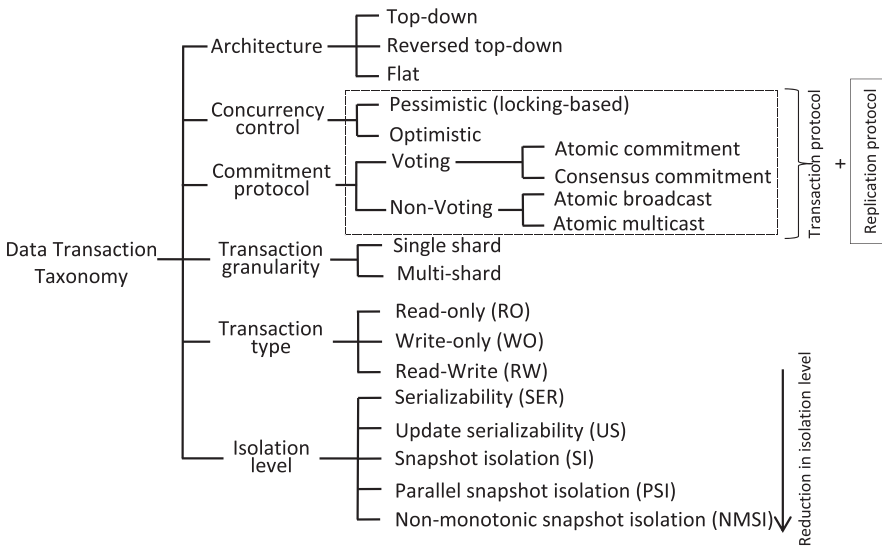 Data Transaction
Taxonomy
Architecture
Top-down
Reversed top-down
Flat
Concurrency
control
Pessimistic (locking-based)
Optimistic
Commitment
protocol
Voting
Atomic commitment
Consensus commitment
Non-Voting
Atomic broadcast
Atomic multicast
Transaction protocol
+
Replication protocol
Transaction
granularity
Single shard
Multi-shard
Transaction
type
Read-only (RO)
Write-only (WO)
Read-Write (RW)
Isolation
level
Serializability (SER)
Update serializability (US)
Snapshot isolation (SI)
Parallel snapshot isolation (PSI)
Non-monotonic snapshot isolation (NMSI)
Reduction in isolation level